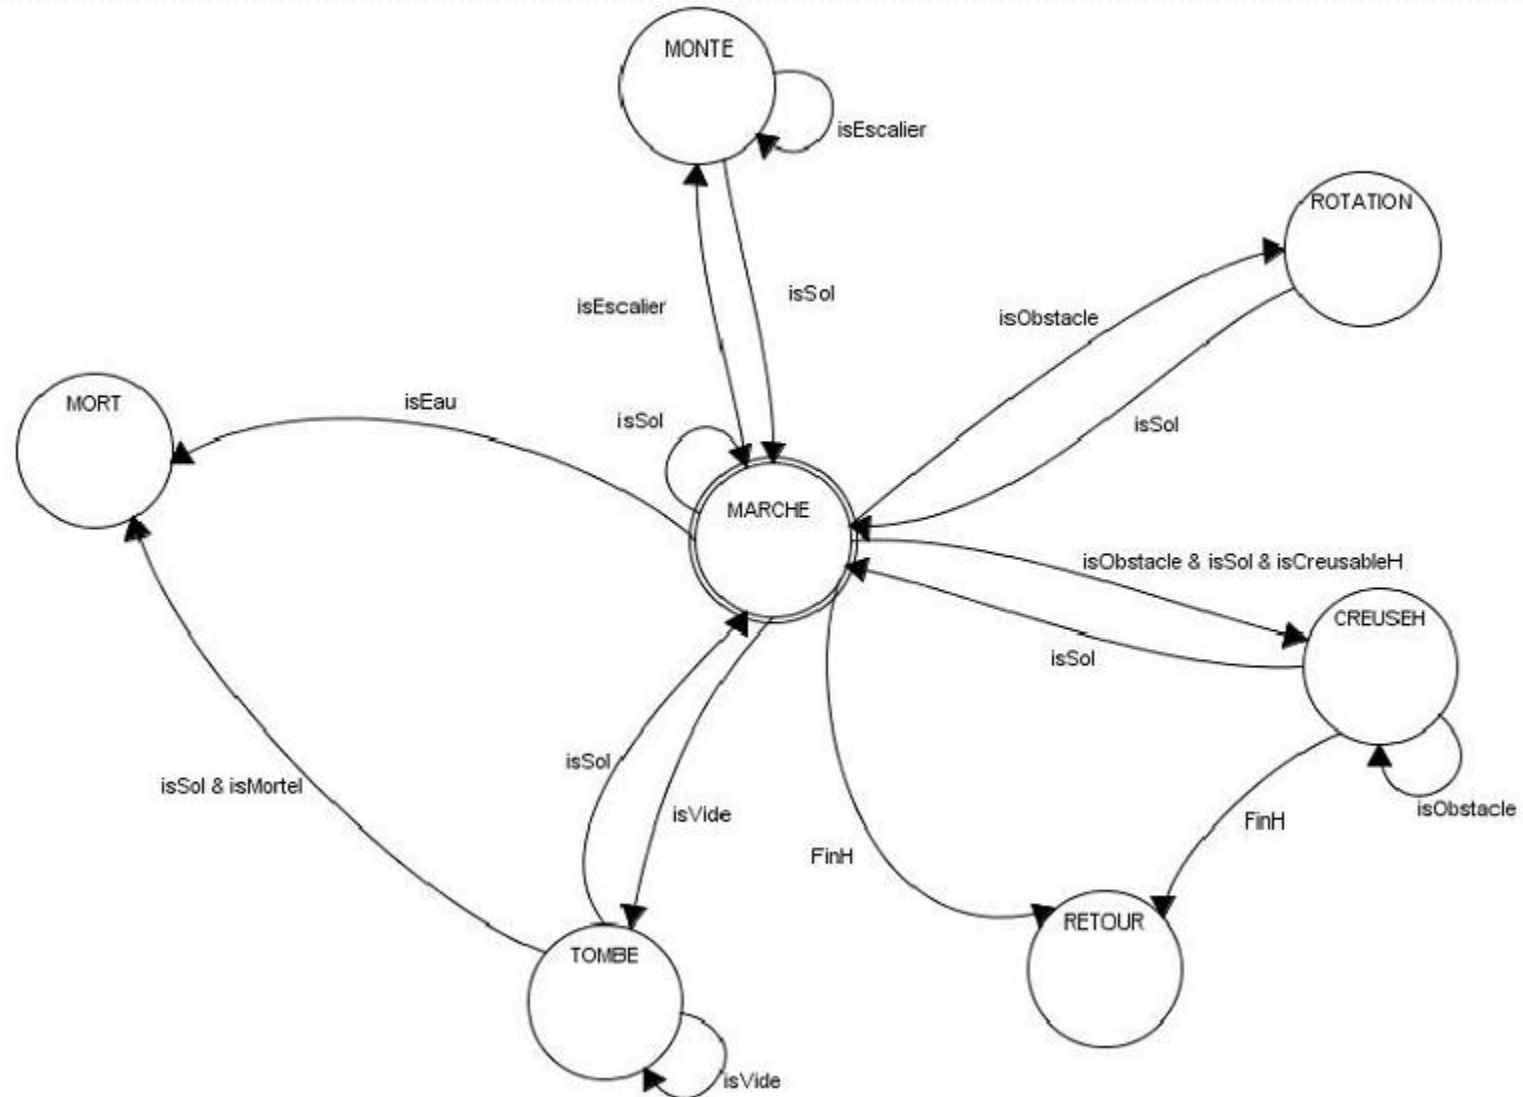 MONTE
isEscalier
ROTATION
isEscalier
isSol
isObstacle
MORT
isEau
isSol
isSol
MARCHE
isObstacle & isSol & isCreusableH
CREUSEH
isSol
isSol
isSol & isMortel
isVide
FinH
FinH
isObstacle
RETOUR
TOMBE
isVide